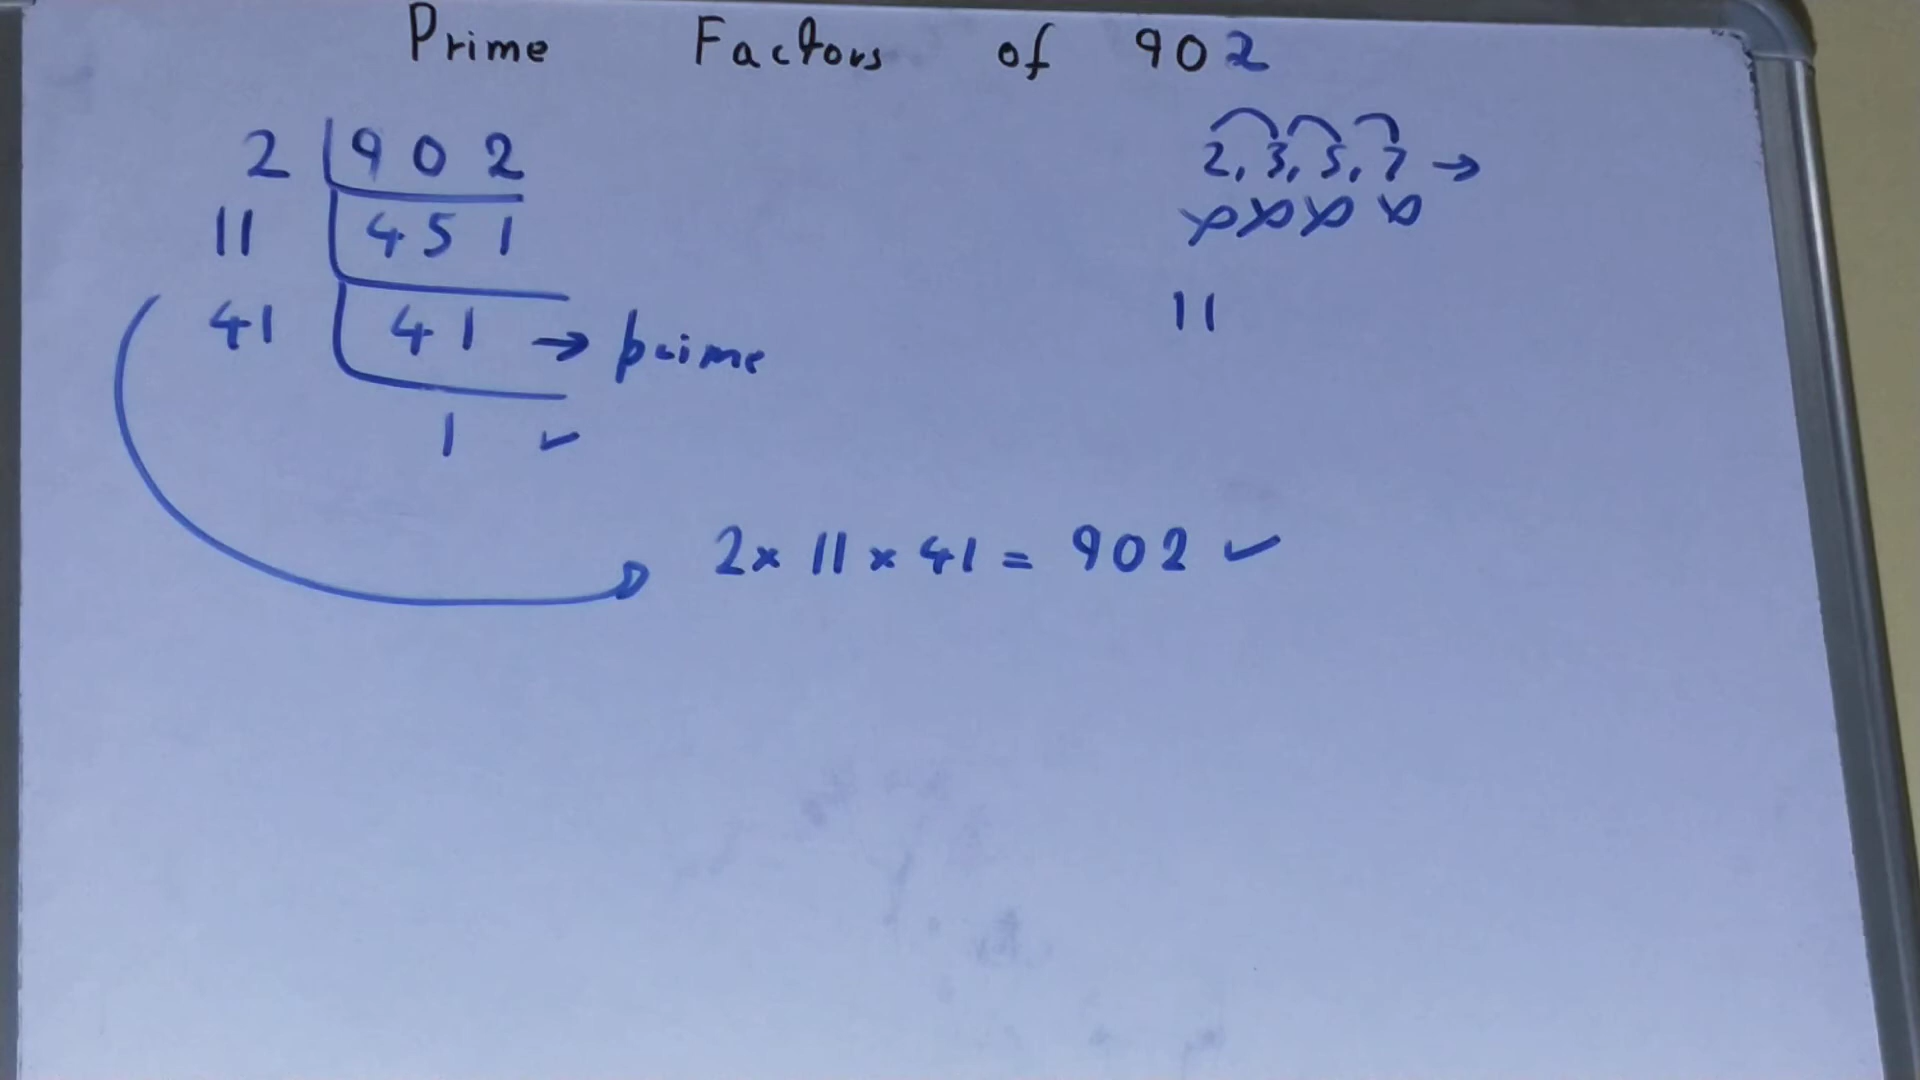 Prime Factors of 902
2 902
11 451
41 41 → prime
1 ✓
2, 3, 5, 7 →
11
2 × 11 × 41 = 902 ✓